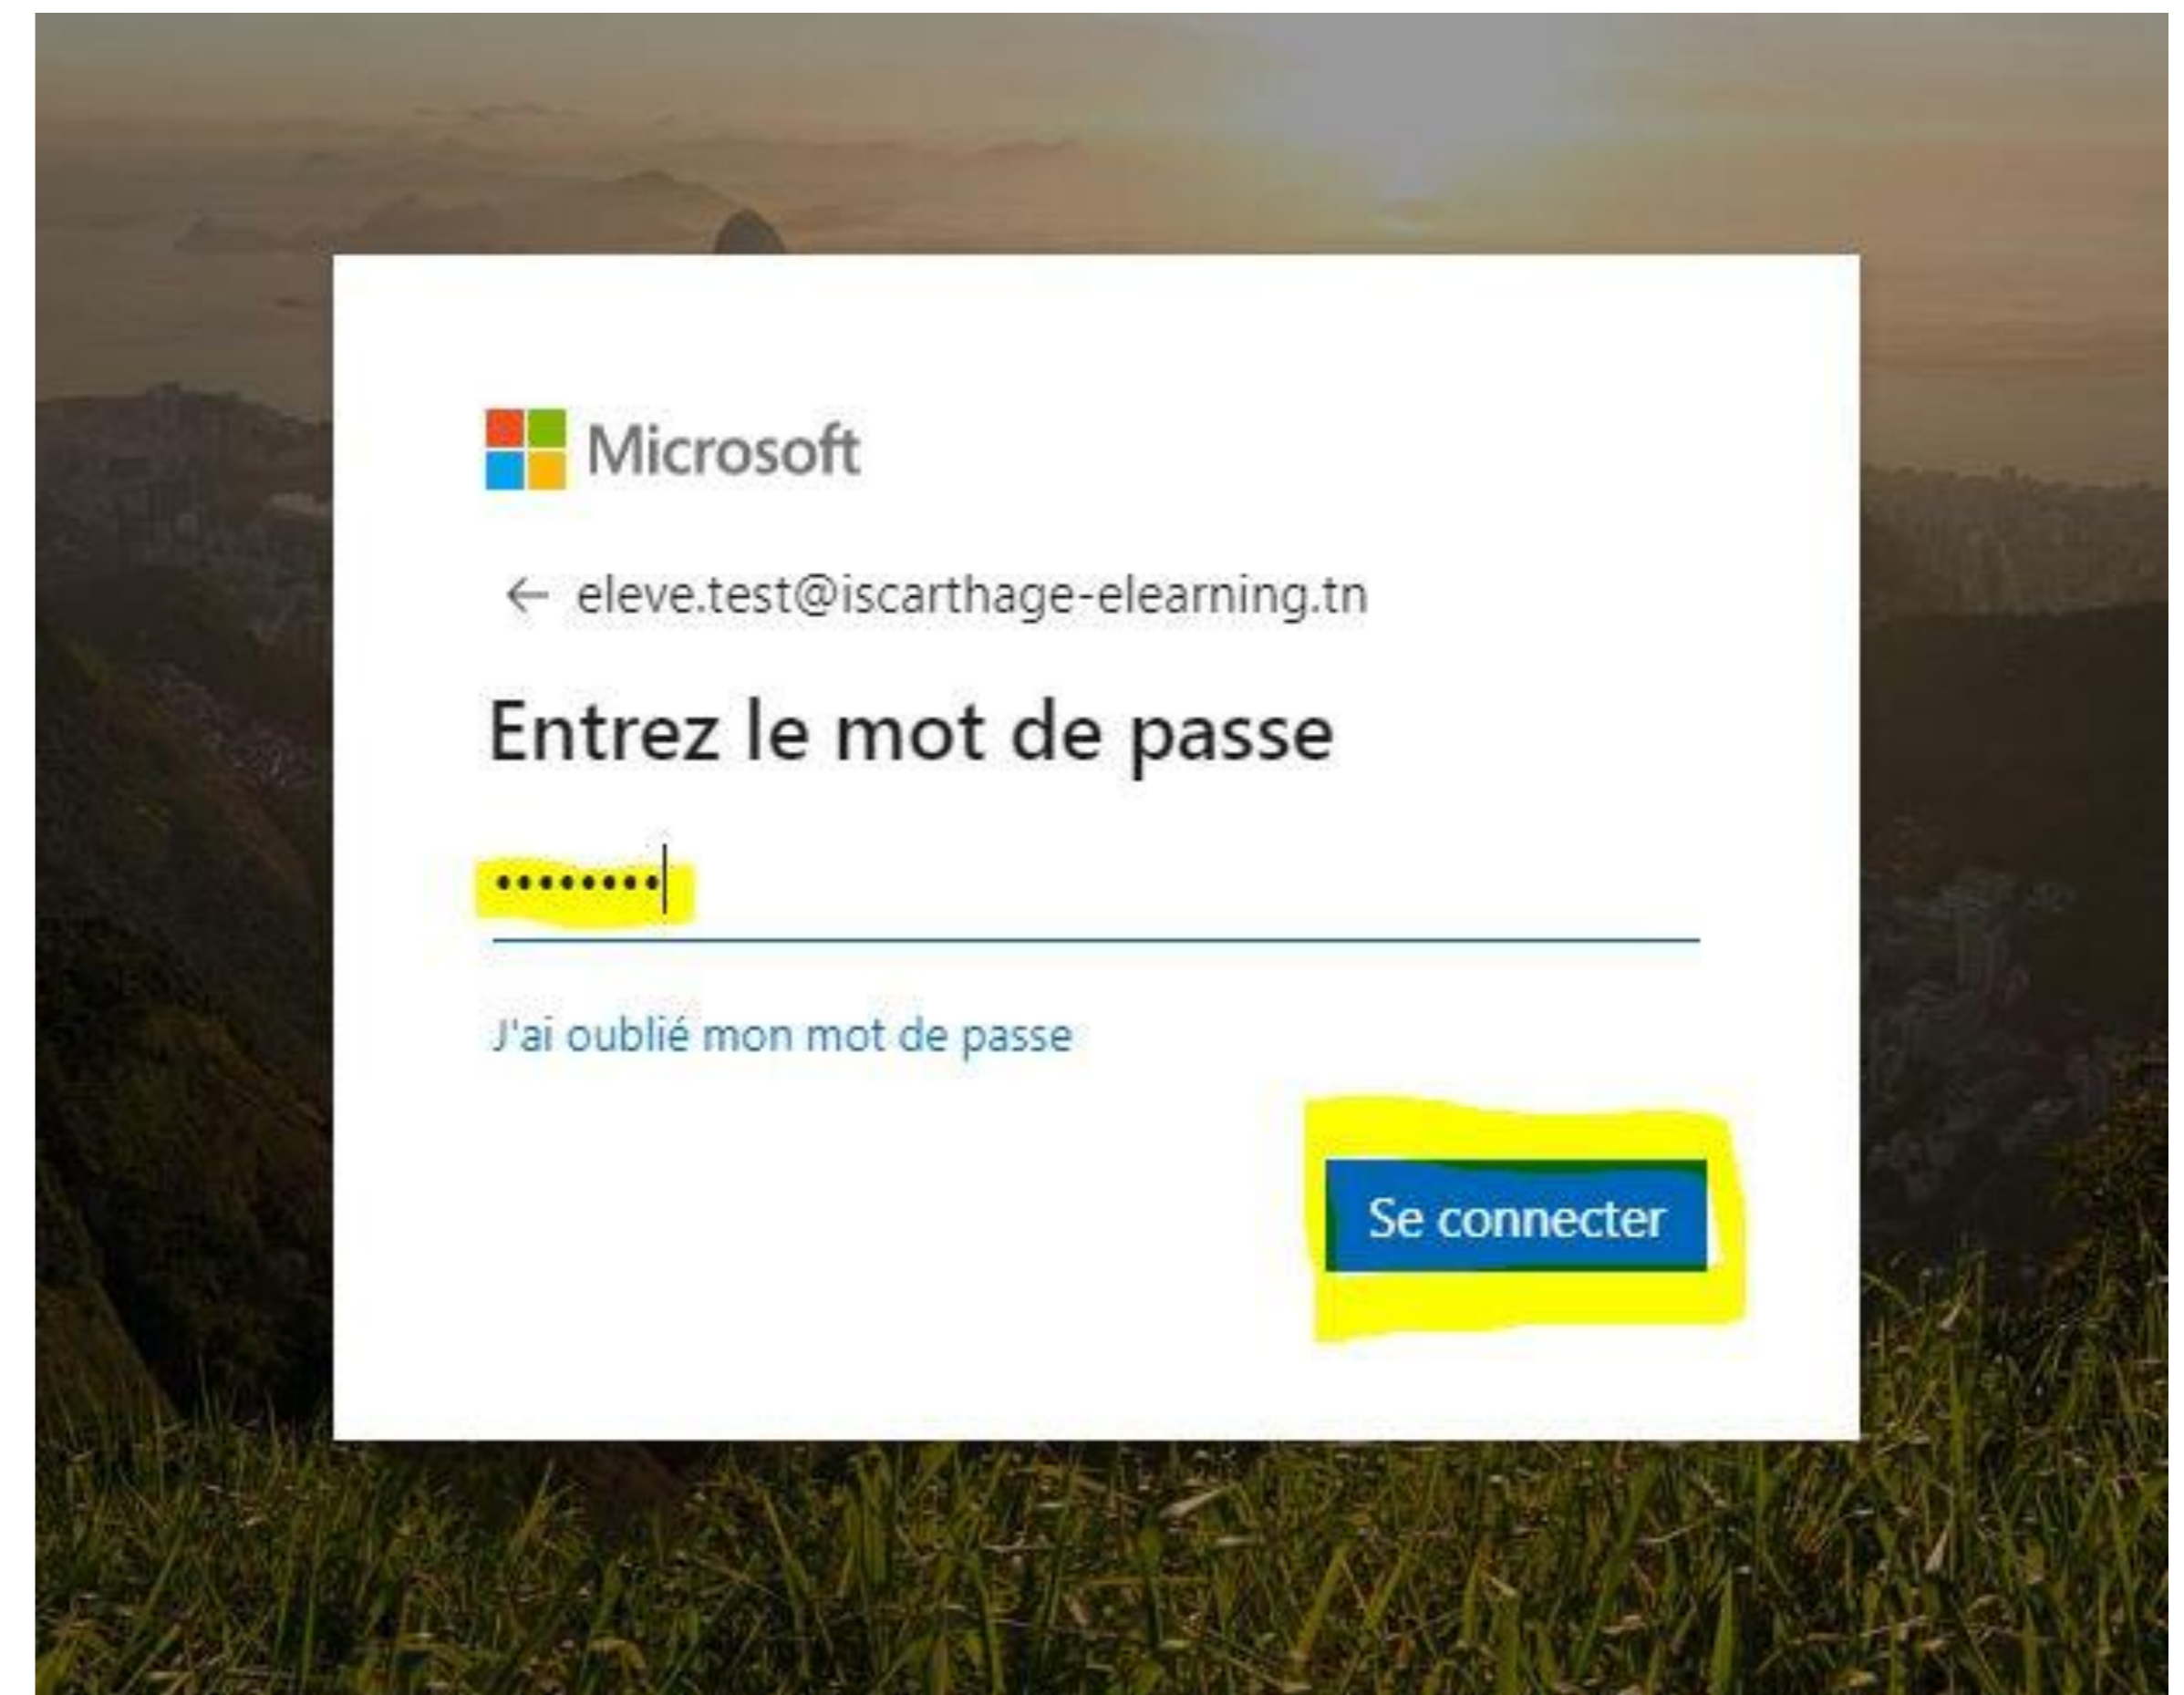 Microsoft
← eleve.test@iscarthage-elearning.tn
Entrez le mot de passe
••••••••
J'ai oublié mon mot de passe
Se connecter